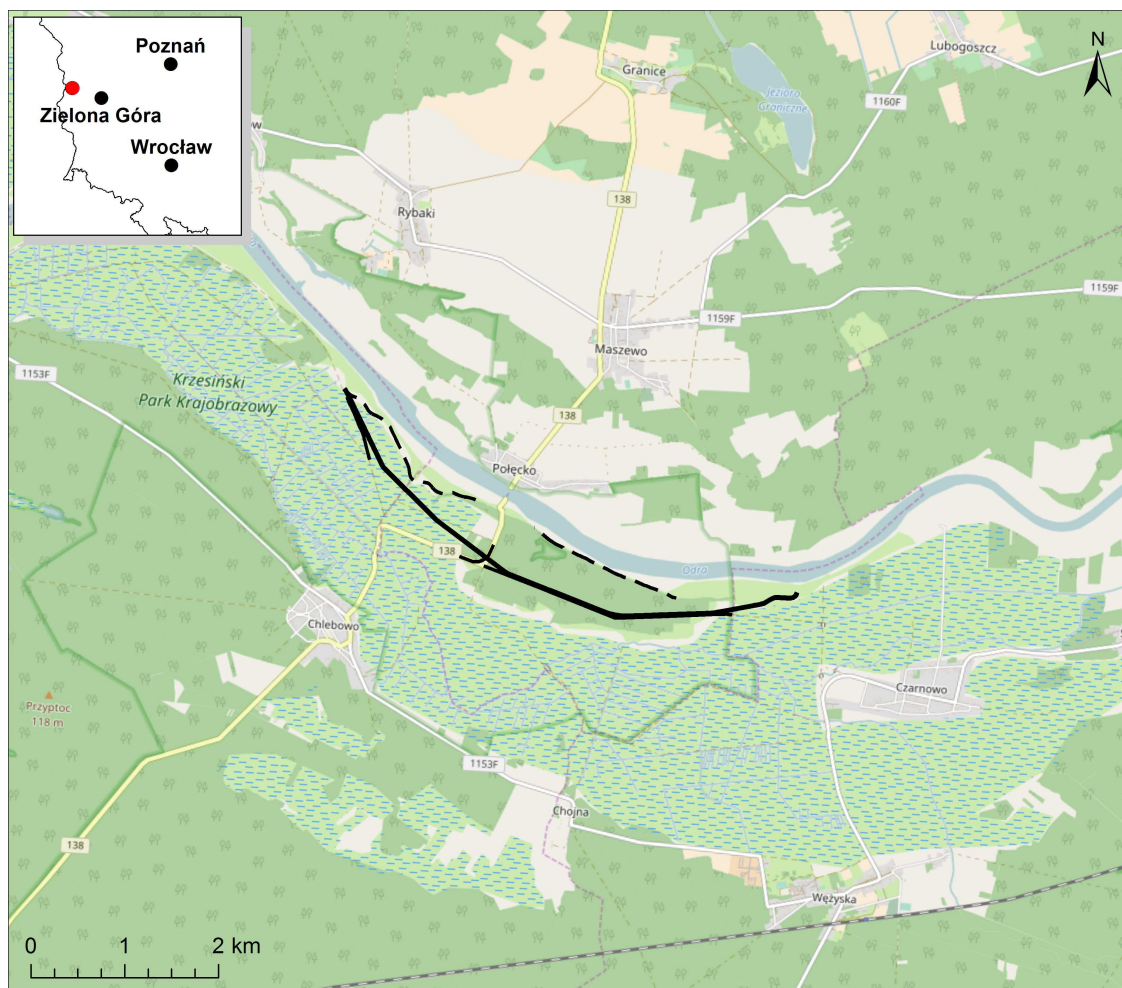 Poznań
Zielona Góra
Wrocław
N
Lubogoszcz
Granice
Jezioro
Graniczne
1160F
138
Rybaki
1159F
1159F
Maszewo
1153F
Krzesiński
Park Krajobrazowy
138
Połęcko
138
Odra
Chlebowo
Czarnowo
Przyptoc
118 m
1153F
Chojna
138
Wężyska
0 1 2 km